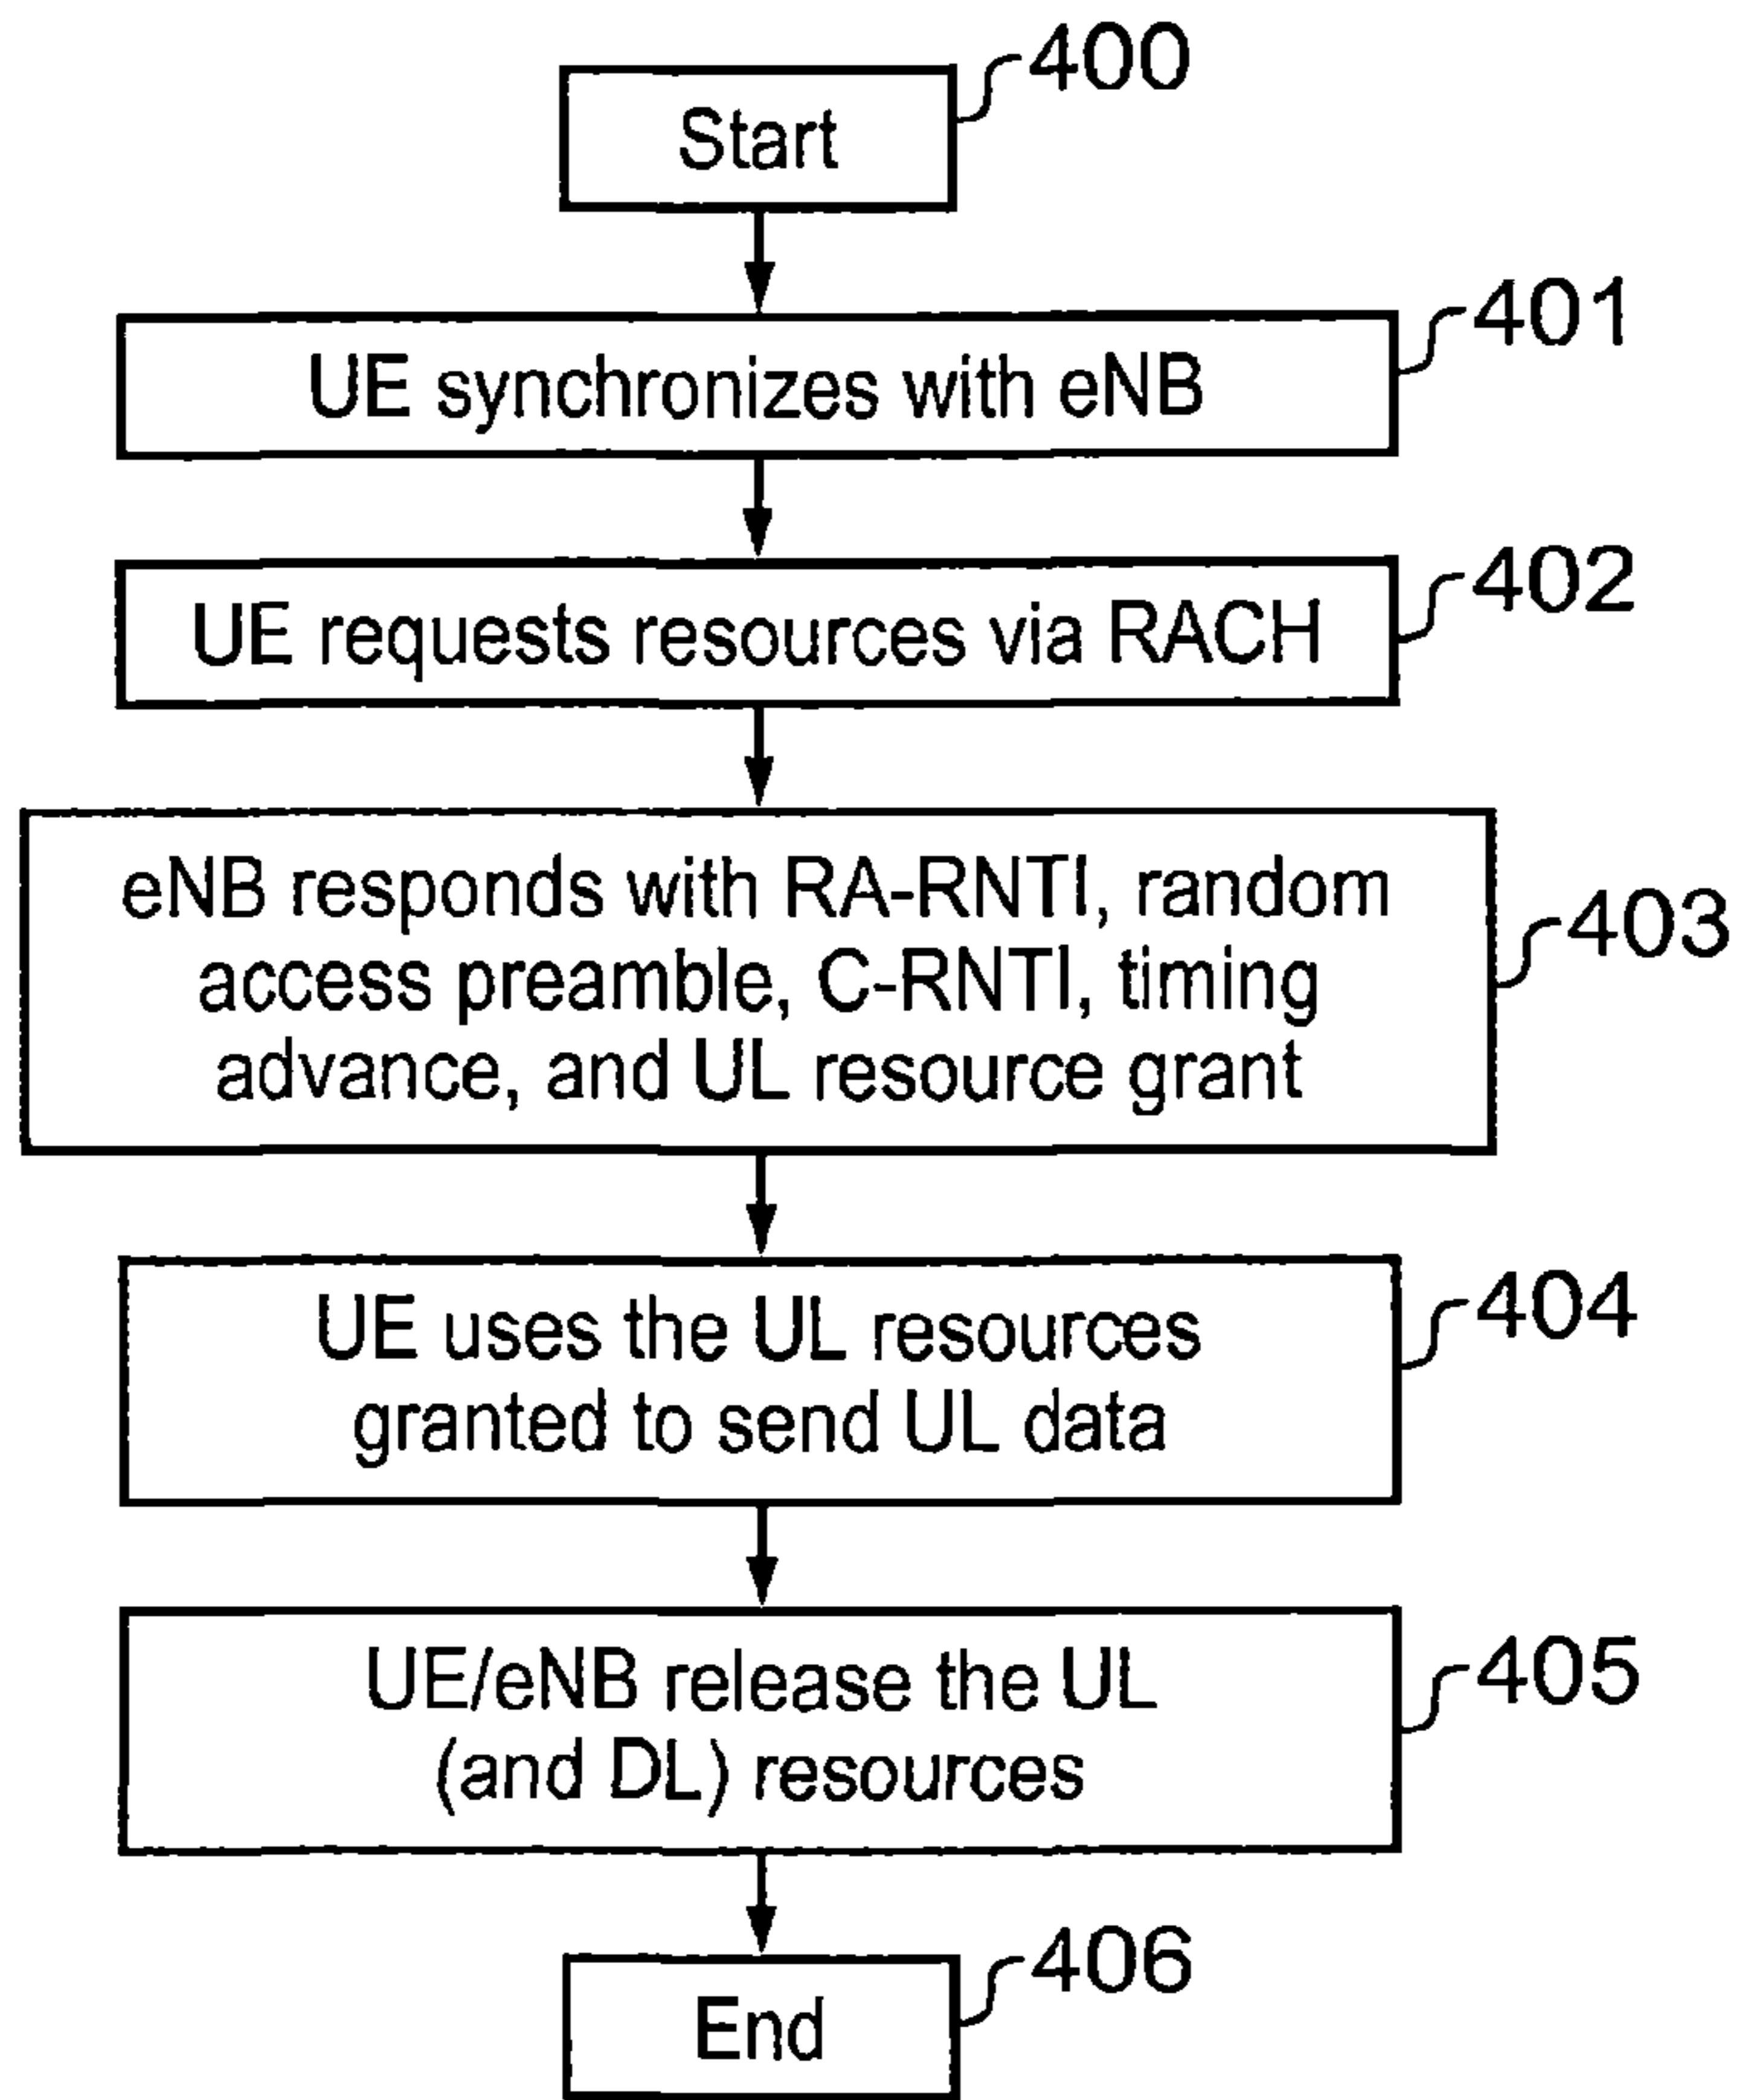 400
Start
401
UE synchronizes with eNB
402
UE requests resources via RACH
403
eNB responds with RA-RNTI, random
access preamble, C-RNTI, timing
advance, and UL resource grant
404
UE uses the UL resources
granted to send UL data
405
UE/eNB release the UL
(and DL) resources
406
End